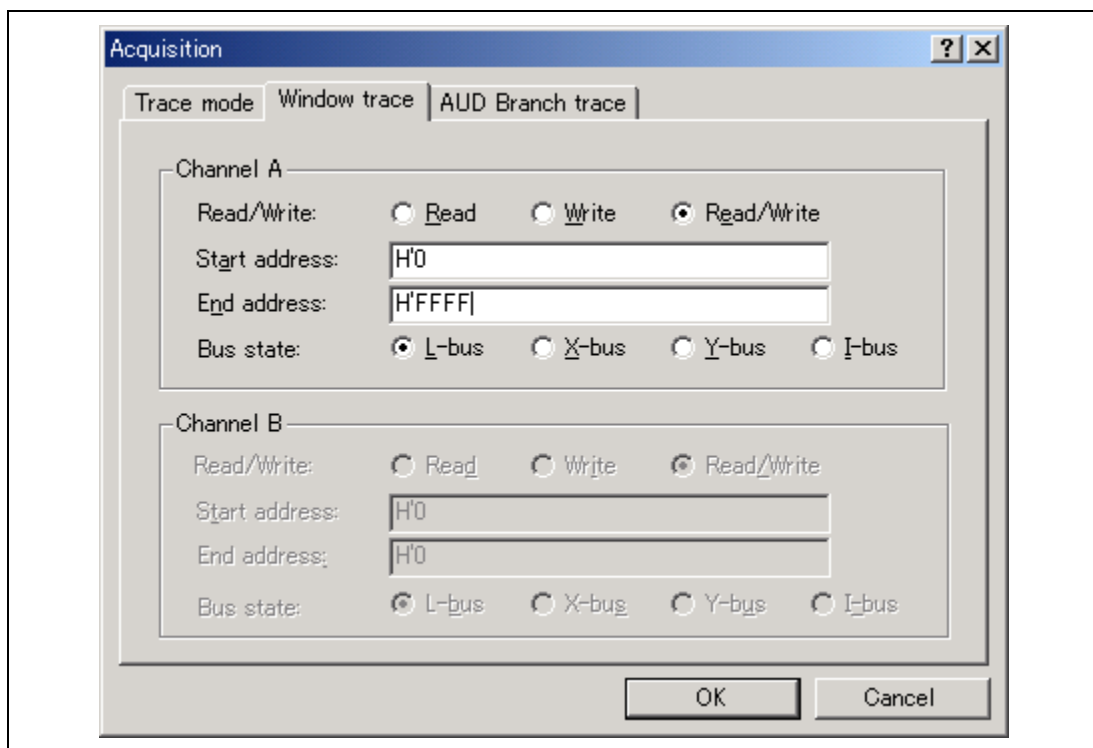 Acquisition
Trace mode Window trace AUD Branch trace
Channel A
Read/Write: Read Write Read/Write
Start address: H'0
End address: H'FFFF
Bus state: L-bus X-bus Y-bus I-bus
Channel B
Read/Write: Read Write Read/Write
Start address: H'0
End address: H'0
Bus state: L-bus X-bus Y-bus I-bus
OK Cancel